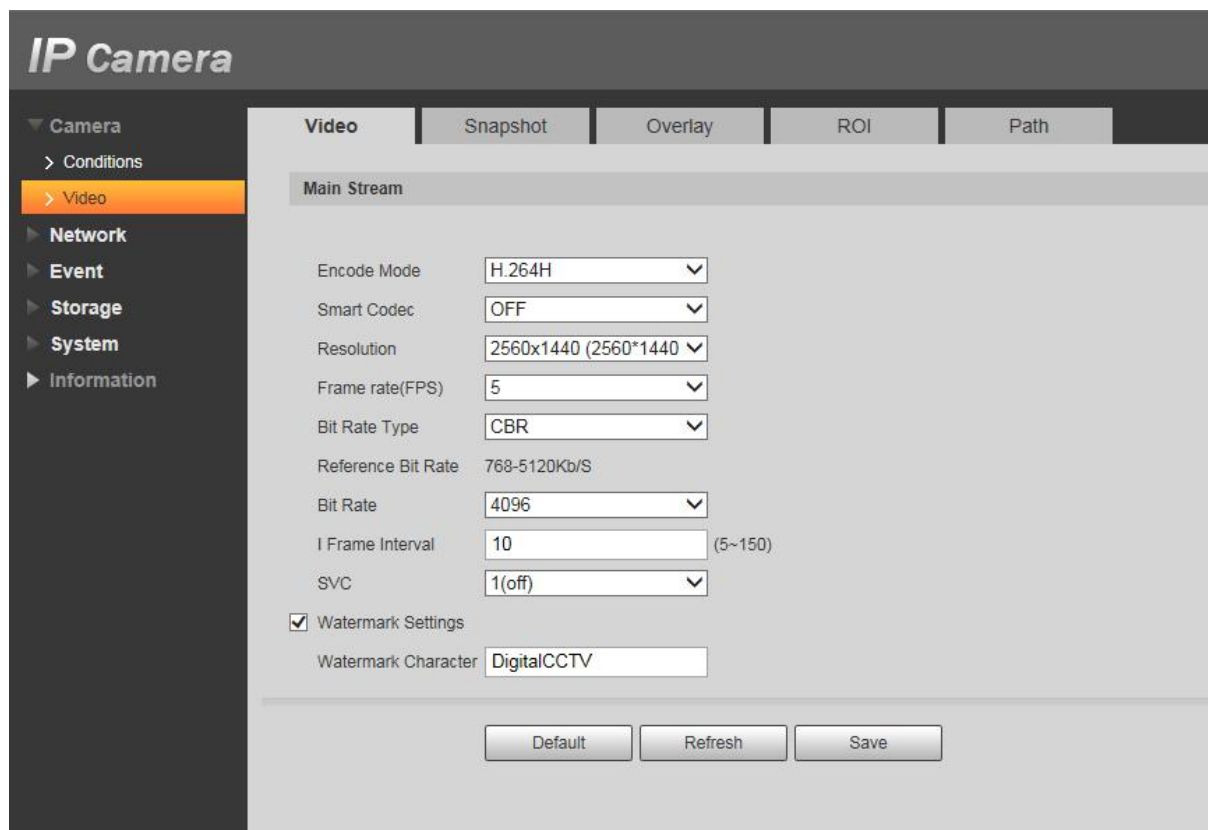 IP Camera
Camera
Conditions
Video
Network
Event
Storage
System
Information
Video Snapshot Overlay ROI Path
Main Stream
Encode Mode H.264H
Smart Codec OFF
Resolution 2560x1440 (2560*1440
Frame rate(FPS) 5
Bit Rate Type CBR
Reference Bit Rate 768-5120Kb/S
Bit Rate 4096
I Frame Interval 10 (5~150)
SVC 1(off)
Watermark Settings
Watermark Character DigitalCCTV
Default Refresh Save